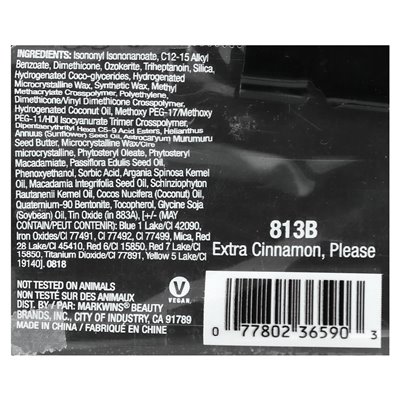 INGREDIENTS: Isononyl Isononanoate, C12-15 Alkyl
Benzoate, Dimethicone, Ozokerite, Triheptanoin, Silica,
Hydrogenated Coco-glycerides, Hydrogenated
Microcrystalline Wax, Synthetic Wax, Methyl
Methacrylate Crosspolymer, Polyethylene,
Dimethicone/Vinyl Dimethicone Crosspolymer,
Hydrogenated Coconut Oil, Methoxy PEG-17/Methoxy
PEG-11/HDI Isocyanurate Trimer Crosspolymer,
Dipentaerythrityl Hexa C5-9 Acid Esters, Helianthus
Annuus (Sunflower) Seed Oil, Astrocaryum Murumuru
Seed Butter, Microcrystalline Wax/Cire
microcrystalline, Phytosteryl Oleate, Phytosteryl
Macadamiate, Passiflora Edulis Seed Oil,
Phenoxyethanol, Sorbic Acid, Argania Spinosa Kernel
Oil, Macadamia Integrifolia Seed Oil, Schinziophyton
Rautanenii Kernel Oil, Cocos Nucifera (Coconut) Oil,
Quaternium-90 Bentonite, Tocopherol, Glycine Soja
(Soybean) Oil, Tin Oxide (in 883A), [+/- (MAY
CONTAIN/PEUT CONTENIR): Blue 1 Lake/CI 42090,
Iron Oxides/CI 77491, CI 77492, CI 77499, Mica, Red
28 Lake/CI 45410, Red 6/CI 15850, Red 7 Lake/CI
15850, Titanium Dioxide/CI 77891, Yellow 5 Lake/CI
19140]. 0818
NOT TESTED ON ANIMALS
NON TESTÉ SUR DES ANIMAUX
DIST. BY / PAR: MARKWINS® BEAUTY
BRANDS, INC., CITY OF INDUSTRY, CA 91789
MADE IN CHINA / FABRIQUÉ EN CHINE
V
VEGAN
813B
Extra Cinnamon, Please
0 77802 36590 3